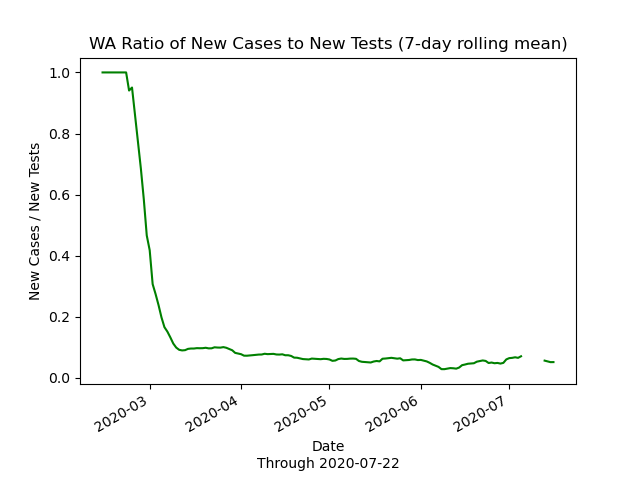 WA Ratio of New Cases to New Tests (7-day rolling mean)
1.0
0.8
0.6
0.4
0.2
0.0
New Cases / New Tests
2020-03
2020-04
2020-05
2020-06
2020-07
Date
Through 2020-07-22